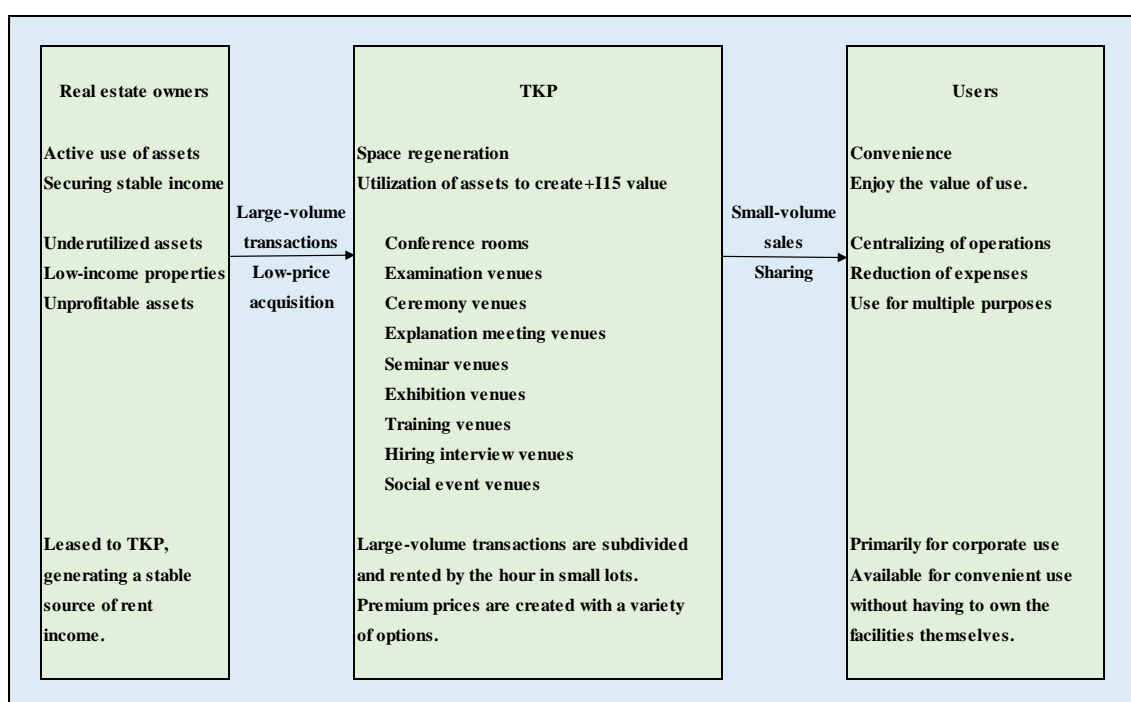 Real estate owners
Active use of assets
Securing stable income
Underutilized assets
Low-income properties
Unprofitable assets
Leased to TKP,
generating a stable
source of rent
income.
Large-volume
transactions
Low-price
acquisition
TKP
Space regeneration
Utilization of assets to create+I15 value
Conference rooms
Examination venues
Ceremony venues
Explanation meeting venues
Seminar venues
Exhibition venues
Training venues
Hiring interview venues
Social event venues
Large-volume transactions are subdivided
and rented by the hour in small lots.
Premium prices are created with a variety
of options.
Small-volume
sales
Sharing
Users
Convenience
Enjoy the value of use.
Centralizing of operations
Reduction of expenses
Use for multiple purposes
Primarily for corporate use
Available for convenient use
without having to own the
facilities themselves.